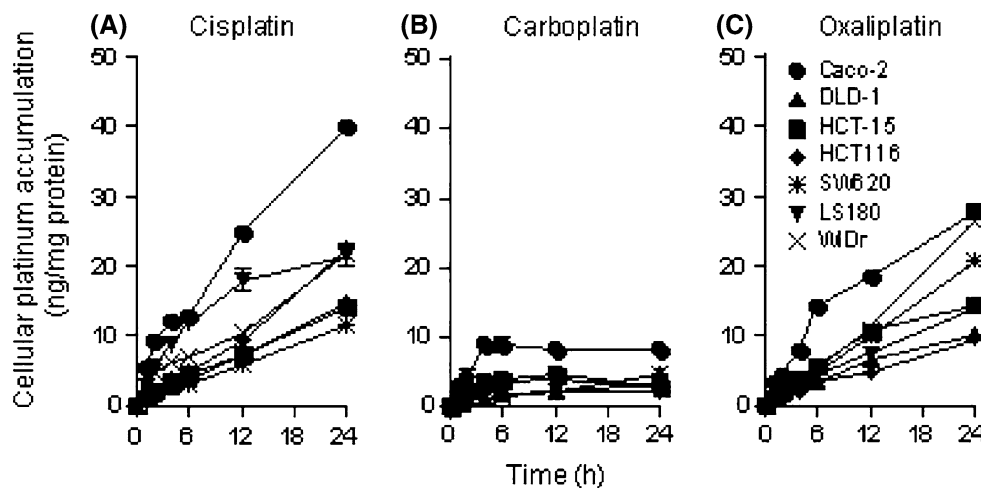 (A) Cisplatin
(B) Carboplatin
(C) Oxaliplatin
Cellular platinum accumulation
(ng/mg protein)
50
40
30
20
10
0
0 6 12 18 24
50
40
30
20
10
0
0 6 12 18 24
50
40
30
20
10
0
0 6 12 18 24
Caco-2
DLD-1
HCT-15
HCT116
SW620
LS180
WiDr
Time (h)